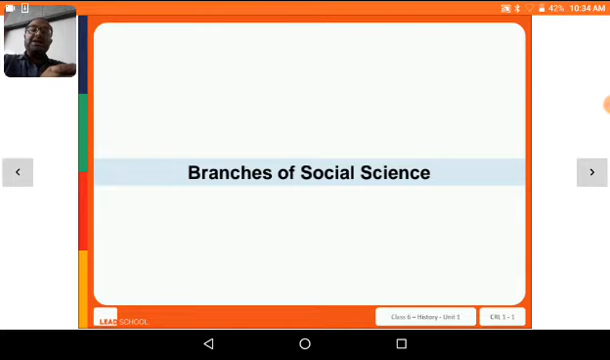 42% 10:34 AM
Branches of Social Science
LEAD SCHOOL
Class 6 - History - Unit 1
CRL 1 - 1